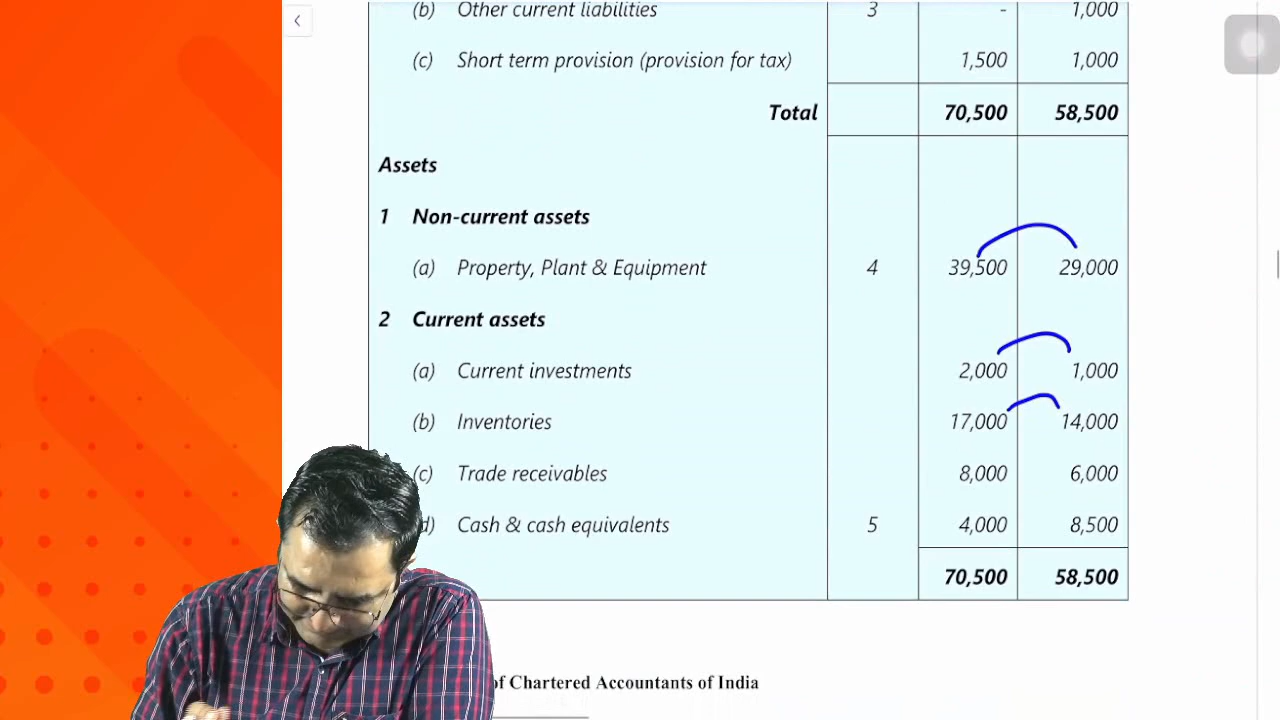 (b) Other current liabilities 3 - 1,000
(c) Short term provision (provision for tax) 1,500 1,000
Total 70,500 58,500
Assets
1 Non-current assets
(a) Property, Plant & Equipment 4 39,500 29,000
2 Current assets
(a) Current investments 2,000 1,000
(b) Inventories 17,000 14,000
(c) Trade receivables 8,000 6,000
d) Cash & cash equivalents 5 4,000 8,500
70,500 58,500
of Chartered Accountants of India